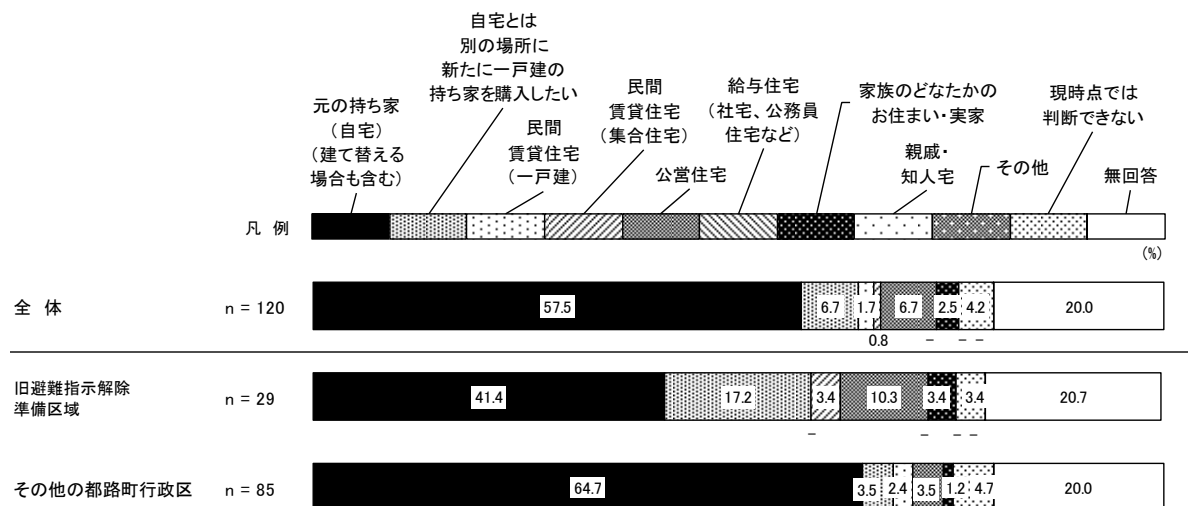 自宅とは
別の場所に
新たに一戸建の
持ち家を購入したい
元の持ち家
（自宅）
（建て替える
場合も含む）
民間
賃貸住宅
（一戸建）
民間
賃貸住宅
（集合住宅）
公営住宅
給与住宅
（社宅、公務員
住宅など）
家族のどなたかの
お住まい・実家
親戚・
知人宅
その他
現時点では
判断できない
無回答
凡 例
(%)
全 体 n = 120 57.5 6.7 1.7 6.7 2.5 4.2 20.0
0.8 − − −
旧避難指示解除
準備区域
n = 29 41.4 17.2 3.4 10.3 3.4 3.4 20.7
− − − −
その他の都路町行政区 n = 85 64.7 3.5 2.4 3.5 1.2 4.7 20.0